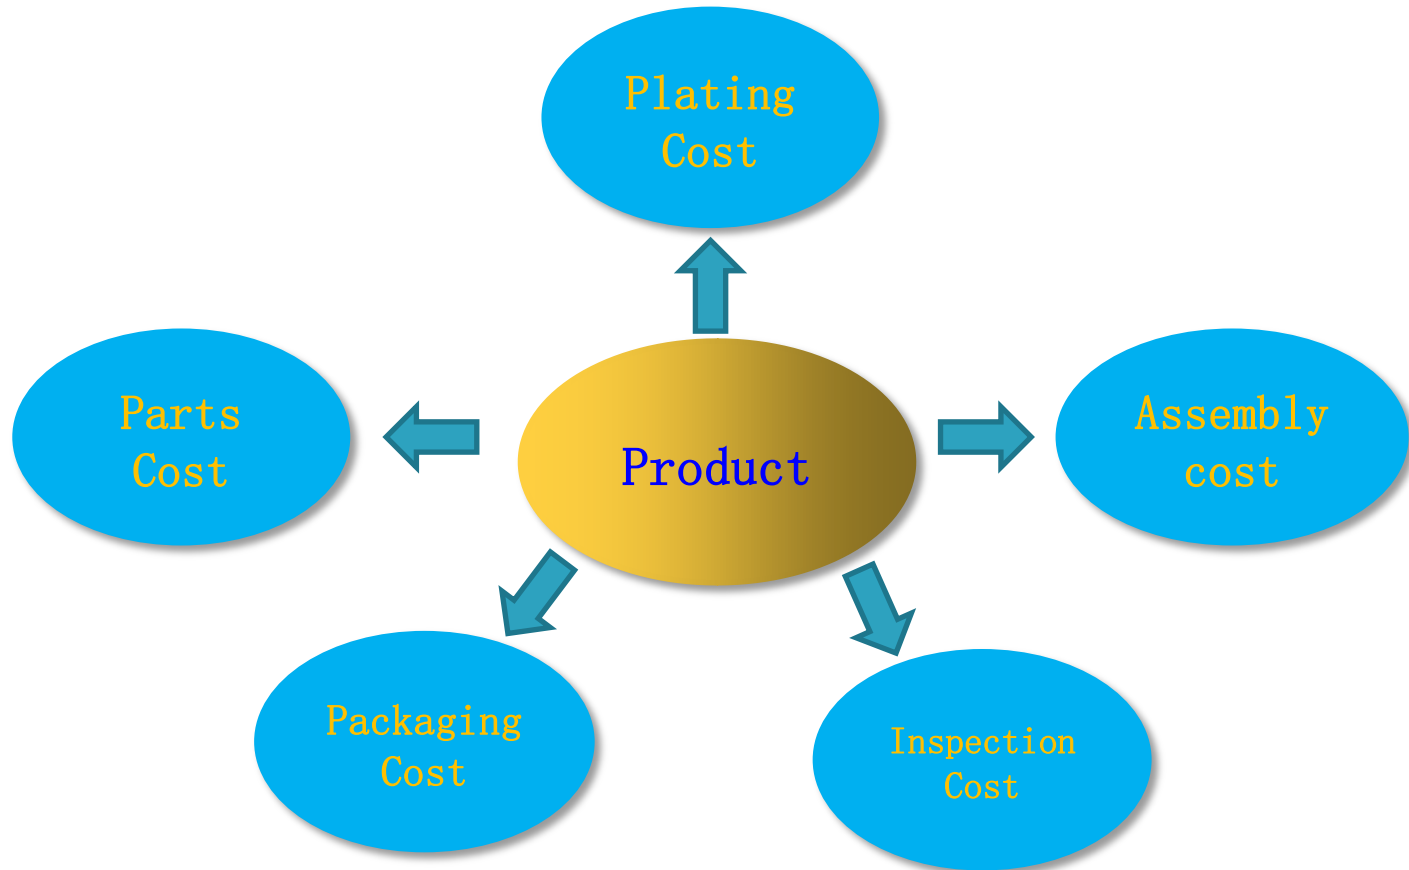 Plating
Cost
Parts
Cost
Product
Assembly
cost
Packaging
Cost
Inspection
Cost